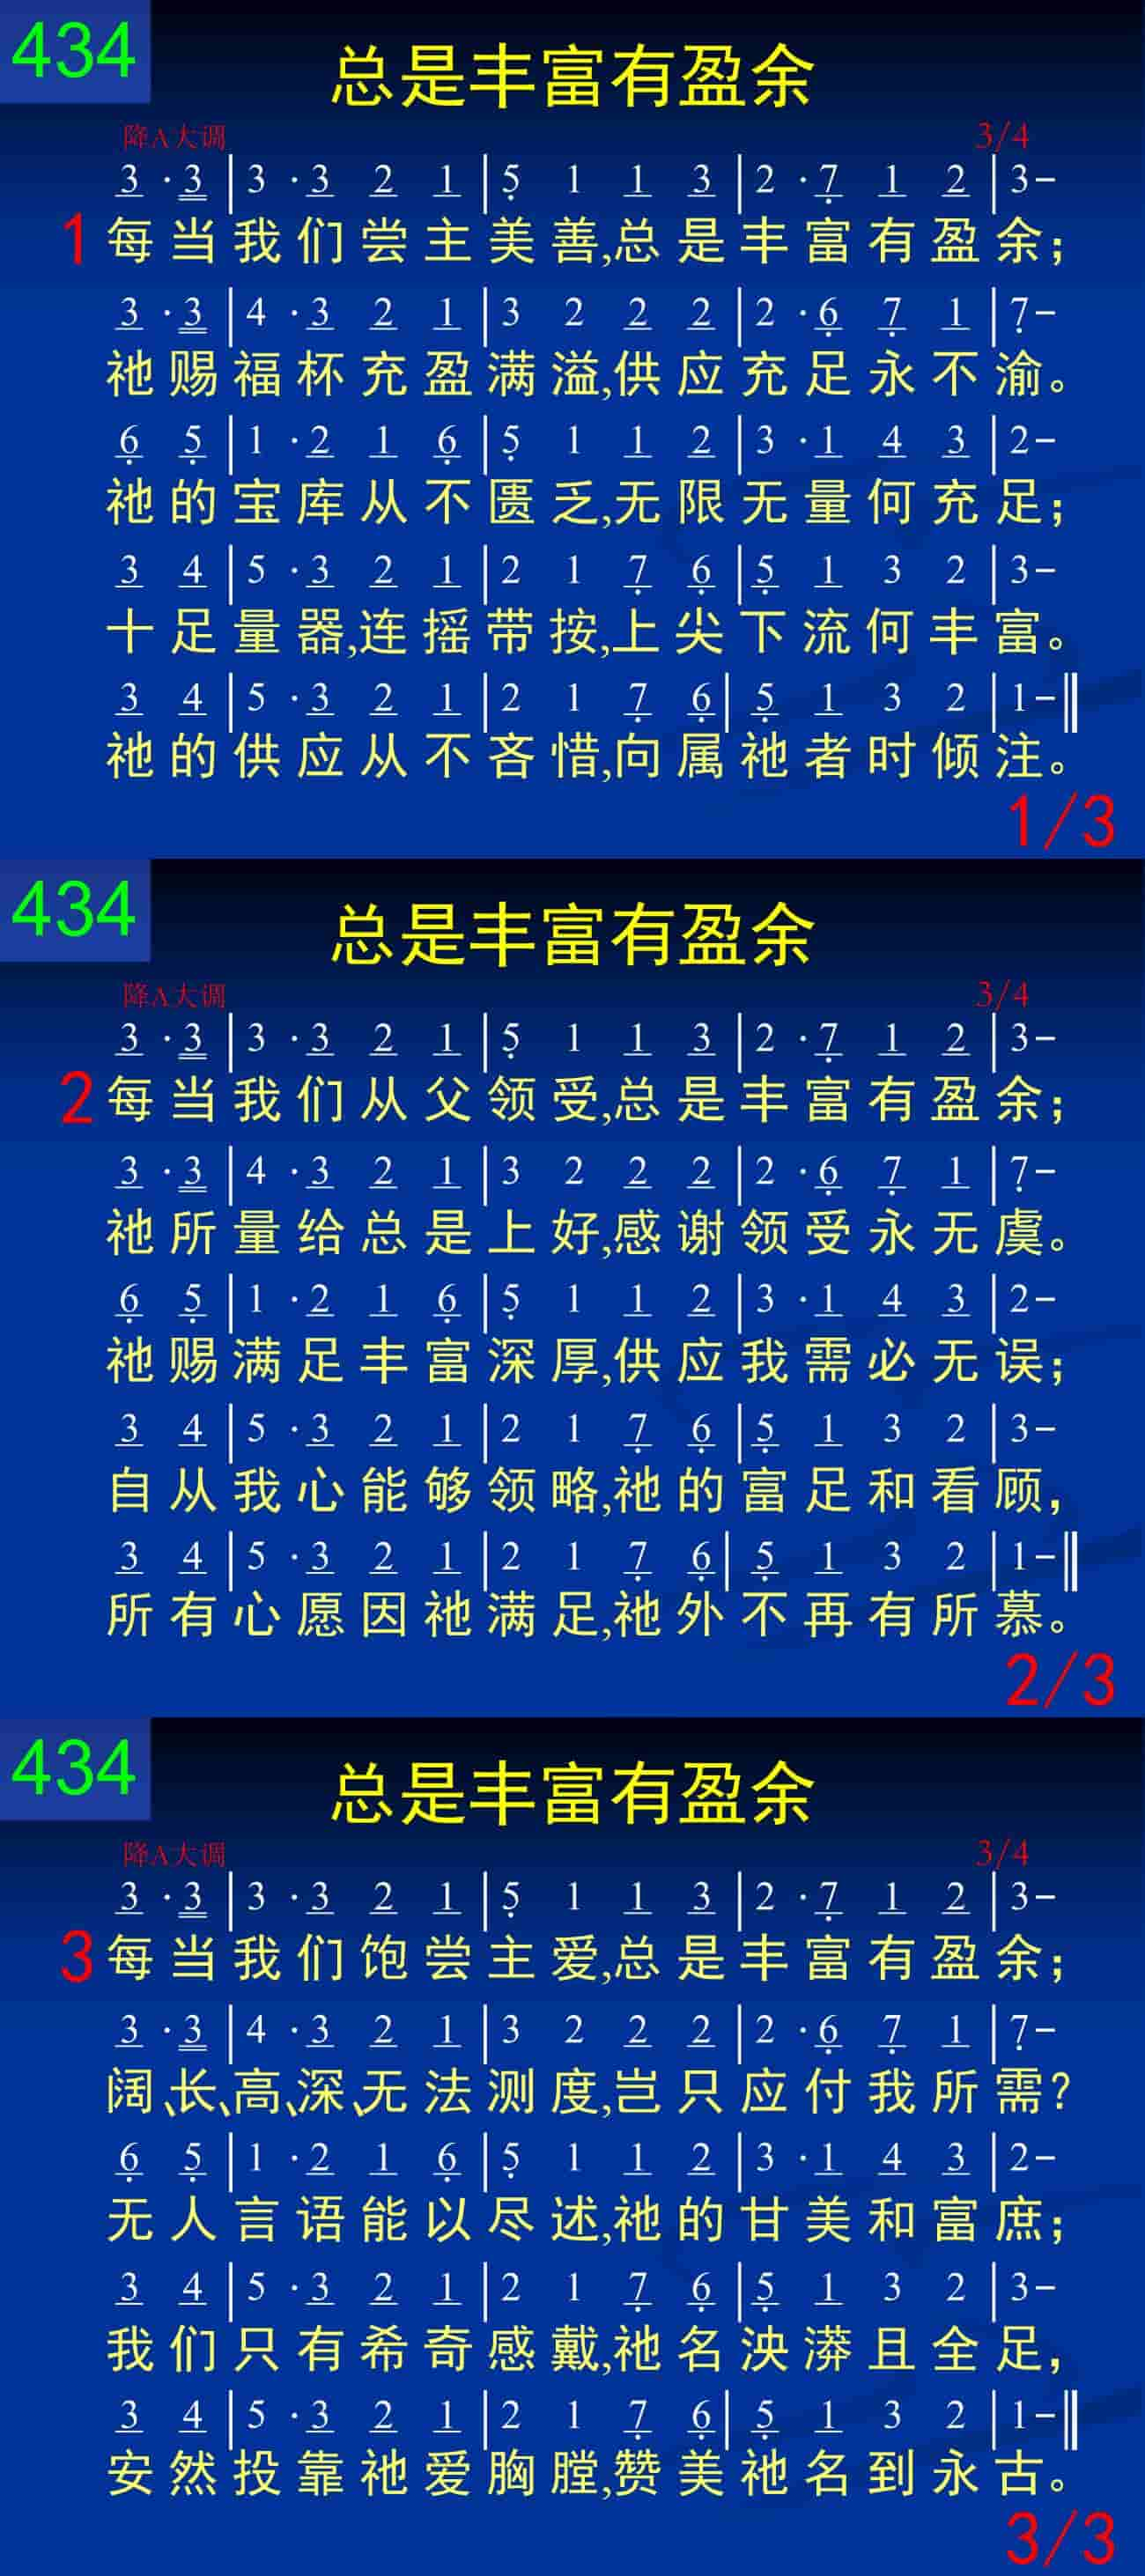 434
总是丰富有盈余
降A大调 3/4
3 ·3 |3 ·3 2 1 |5 1 1 3 |2 ·7 1 2 |3-
1 每当我们尝主美善,总是丰富有盈余；
3 ·3 |4 ·3 2 1 |3 2 2 2 |2 ·6 7 1 |7-
祂赐福杯充盈满溢,供应充足永不渝。
6 5 |1 ·2 1 6 |5 1 1 2 |3 ·1 4 3 |2-
祂的宝库从不匮乏,无限无量何充足；
3 4 |5 ·3 2 1 |2 1 7 6 |5 1 3 2 |3-
十足量器,连摇带按,上尖下流何丰富。
3 4 |5 ·3 2 1 |2 1 7 6 |5 1 3 2 |1-‖
祂的供应从不吝惜,向属祂者时倾注。
1/3
434
总是丰富有盈余
降A大调 3/4
3 ·3 |3 ·3 2 1 |5 1 1 3 |2 ·7 1 2 |3-
2 每当我们从父领受,总是丰富有盈余；
3 ·3 |4 ·3 2 1 |3 2 2 2 |2 ·6 7 1 |7-
祂所量给总是上好,感谢领受永无虞。
6 5 |1 ·2 1 6 |5 1 1 2 |3 ·1 4 3 |2-
祂赐满足丰富深厚,供应我需必无误；
3 4 |5 ·3 2 1 |2 1 7 6 |5 1 3 2 |3-
自从我心能够领略,祂的富足和看顾，
3 4 |5 ·3 2 1 |2 1 7 6 |5 1 3 2 |1-‖
所有心愿因祂满足,祂外不再有所慕。
2/3
434
总是丰富有盈余
降A大调 3/4
3 ·3 |3 ·3 2 1 |5 1 1 3 |2 ·7 1 2 |3-
3 每当我们饱尝主爱,总是丰富有盈余；
3 ·3 |4 ·3 2 1 |3 2 2 2 |2 ·6 7 1 |7-
阔、长、高、深、无法测度,岂只应付我所需?
6 5 |1 ·2 1 6 |5 1 1 2 |3 ·1 4 3 |2-
无人言语能以尽述,祂的甘美和富庶；
3 4 |5 ·3 2 1 |2 1 7 6 |5 1 3 2 |3-
我们只有希奇感戴,祂名泱漭且全足，
3 4 |5 ·3 2 1 |2 1 7 6 |5 1 3 2 |1-‖
安然投靠祂爱胸膛,赞美祂名到永古。
3/3